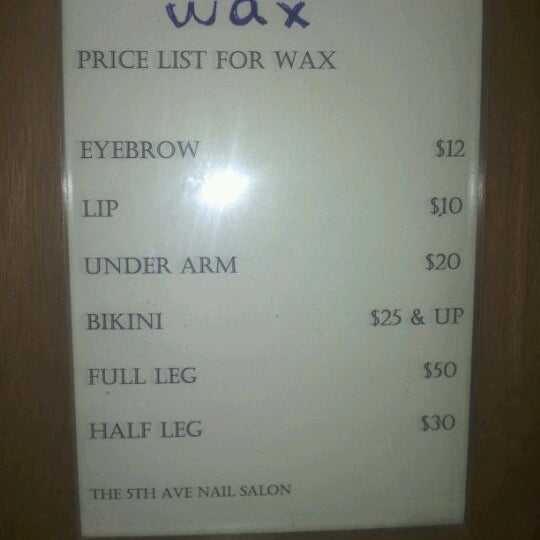 wax
PRICE LIST FOR WAX
EYEBROW $12
LIP $10
UNDER ARM $20
BIKINI $25 & UP
FULL LEG $50
HALF LEG $30
THE 5TH AVE NAIL SALON